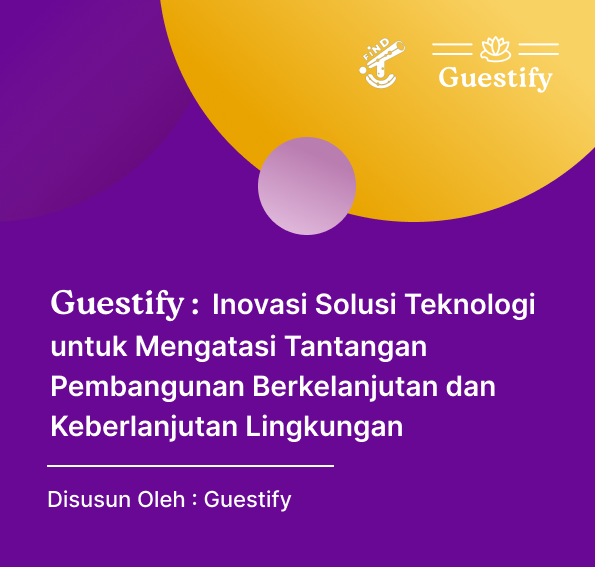 FIND
Guestify
Guestify : Inovasi Solusi Teknologi
untuk Mengatasi Tantangan
Pembangunan Berkelanjutan dan
Keberlanjutan Lingkungan
Disusun Oleh : Guestify